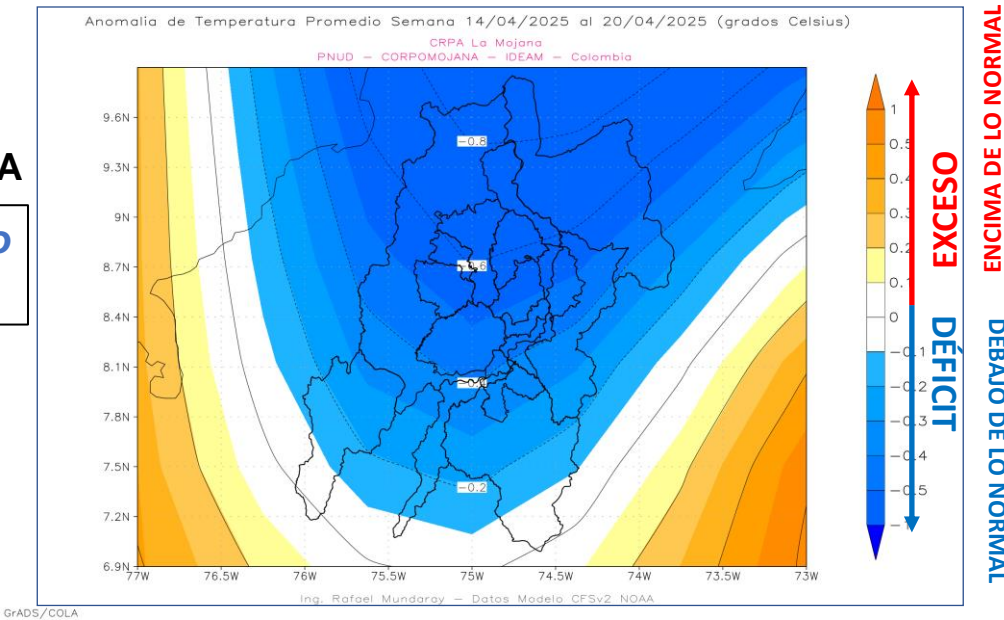 Anomalia de Temperatura Promedio Semana 14/04/2025 al 20/04/2025 (grados Celsius)
CRPA La Mojana
PNUD – CORPOMOJANA – IDEAM – Colombia
A
o
9.6N
9.3N
9N
8.7N
8.4N
8.1N
7.8N
7.5N
7.2N
6.9N
77W
76.5W
76W
75.5W
75W
74.5W
74W
73.5W
73W
-0.8
-0.2
1
0.5
0.4
0.3
0.2
0.1
0
-0.1
-0.2
-0.3
-0.4
-0.5
EXCESO
DÉFICIT
ENCIMA DE LO NORMAL
DEBAJO DE LO NORMAL
Ing. Rafael Mundaray – Datos Modelo CFSv2 NOAA
GrADS/COLA